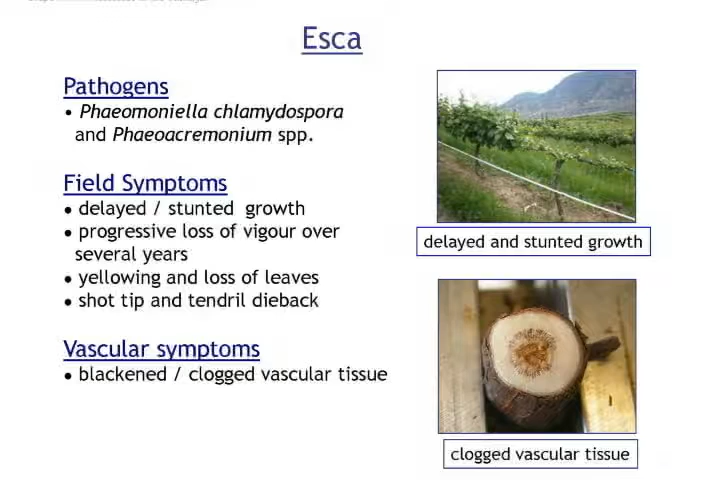 Esca
Pathogens
• Phaeomoniella chlamydospora
and Phaeoacremonium spp.
Field Symptoms
• delayed / stunted growth
• progressive loss of vigour over
several years
• yellowing and loss of leaves
• shot tip and tendril dieback
Vascular symptoms
• blackened / clogged vascular tissue
delayed and stunted growth
clogged vascular tissue